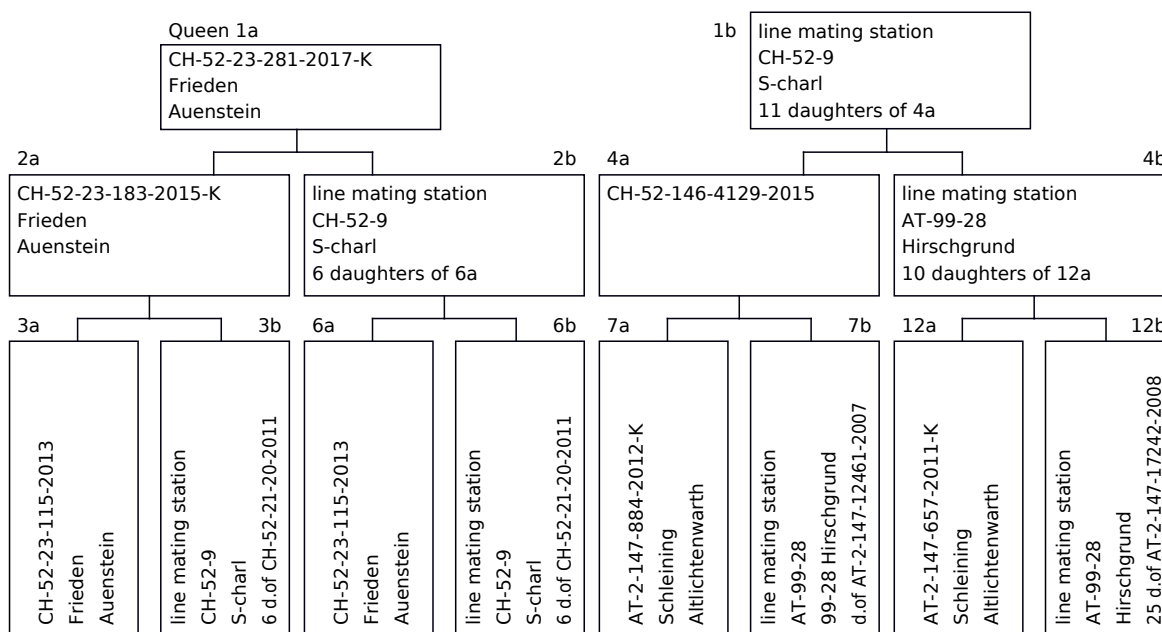 Queen 1a
CH-52-23-281-2017-K
Frieden
Auenstein
1b
line mating station
CH-52-9
S-charl
11 daughters of 4a
2a
CH-52-23-183-2015-K
Frieden
Auenstein
2b
line mating station
CH-52-9
S-charl
6 daughters of 6a
4a
CH-52-146-4129-2015
4b
line mating station
AT-99-28
Hirschgrund
10 daughters of 12a
3a
CH-52-23-115-2013
Frieden
Auenstein
3b
line mating station
CH-52-9
S-charl
6 d.of CH-52-21-20-2011
6a
CH-52-23-115-2013
Frieden
Auenstein
6b
line mating station
CH-52-9
S-charl
6 d.of CH-52-21-20-2011
7a
AT-2-147-884-2012-K
Schleining
Altlichtenwarth
7b
line mating station
AT-99-28
99-28 Hirschgrund
d.of AT-2-147-12461-2007
12a
AT-2-147-657-2011-K
Schleining
Altlichtenwarth
12b
line mating station
AT-99-28
Hirschgrund
25 d.of AT-2-147-17242-2008